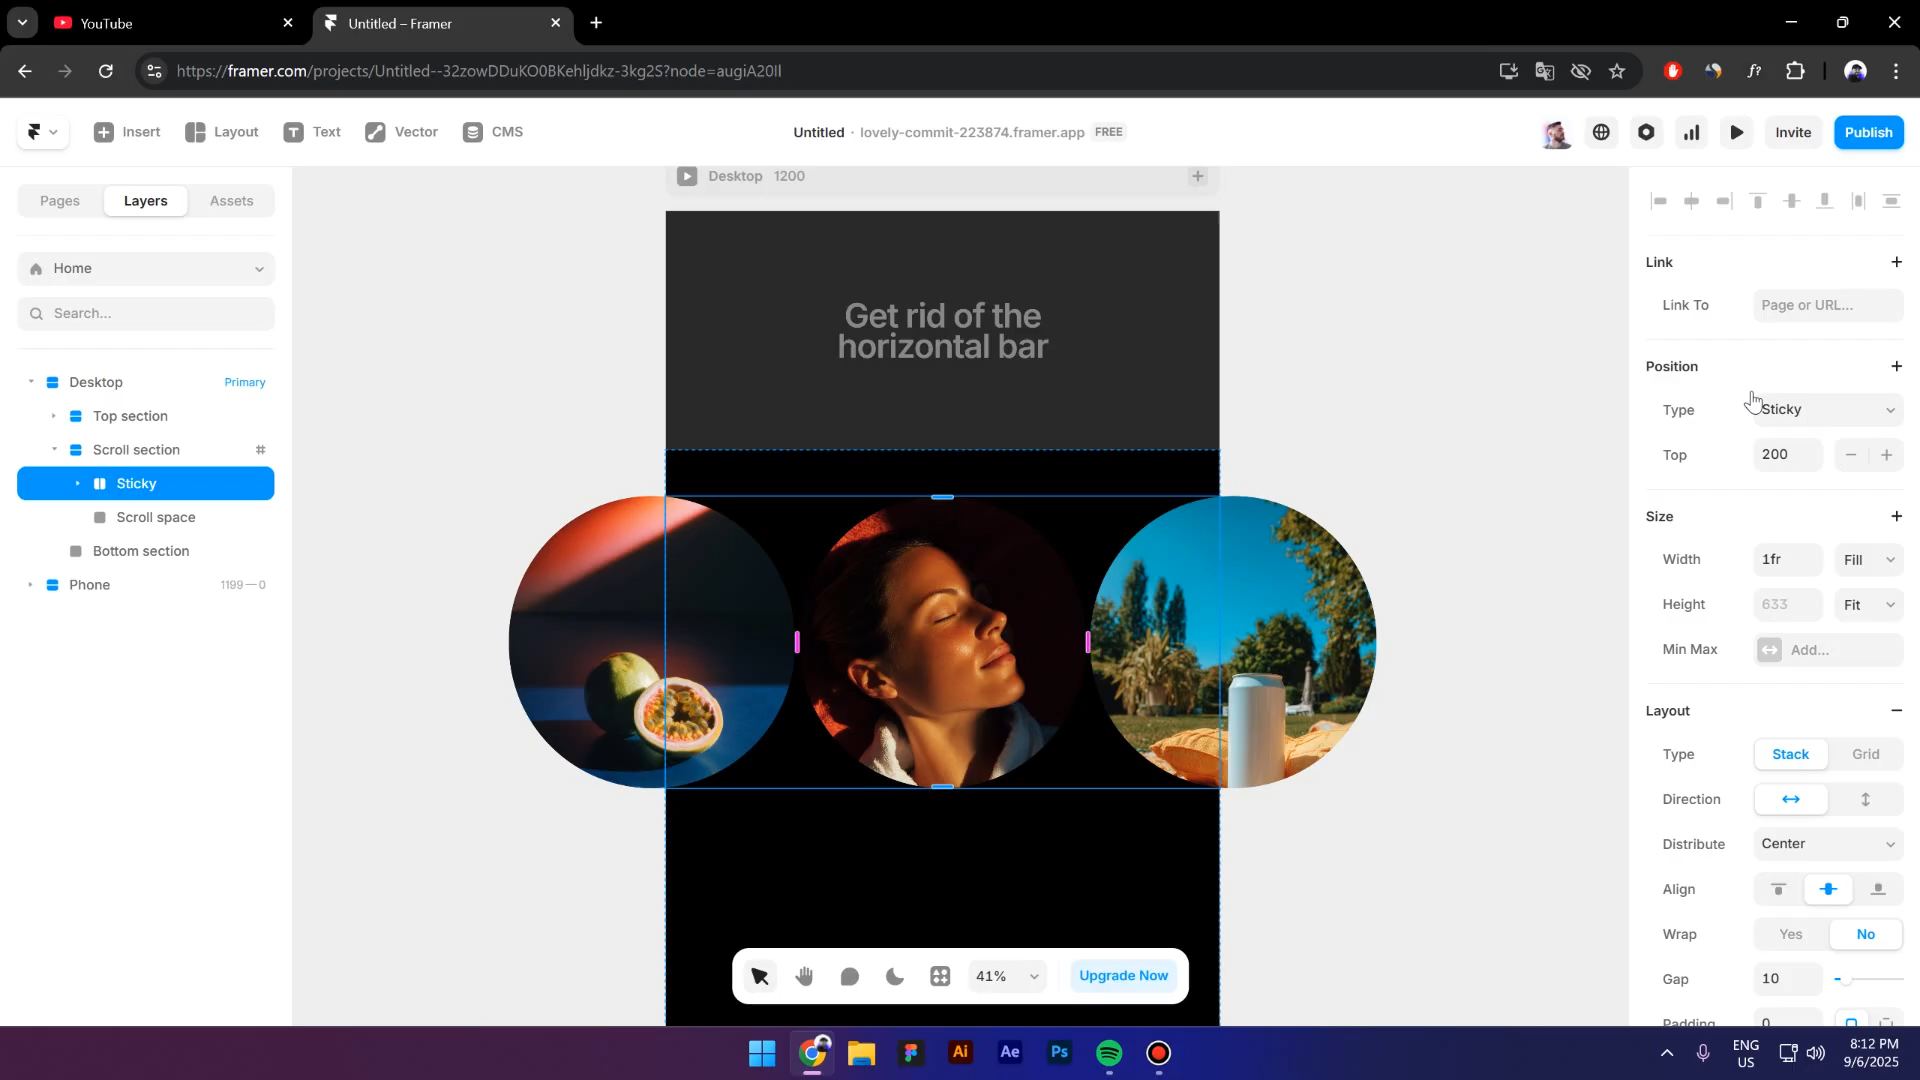 YouTube
Untitled – Framer
https://framer.com/projects/Untitled--32zowDDuKO0BKehljdkz-3kg2S?node=augiA20Il
Insert
Layout
Text
Vector
CMS
Untitled · lovely-commit-223874.framer.app FREE
Invite
Publish
Pages
Layers
Assets
Home
Search...
Desktop
Primary
Top section
Scroll section
Sticky
Scroll space
Bottom section
Phone
1199—0
Desktop 1200
Get rid of the
horizontal bar
41%
Upgrade Now
Link
Link To
Page or URL...
Position
Type
Sticky
Top
200
Size
Width
1fr
Fill
Height
633
Fit
Min Max
Add...
Layout
Type
Stack
Grid
Direction
Distribute
Center
Align
Wrap
Yes
No
Gap
10
Padding
0
Ai
Ae
Ps
ENG
US
8:12 PM
9/6/2025